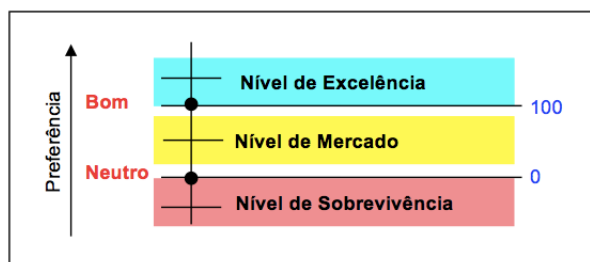 Preferência
Nível de Excelência
Bom
100
Nível de Mercado
Neutro
0
Nível de Sobrevivência